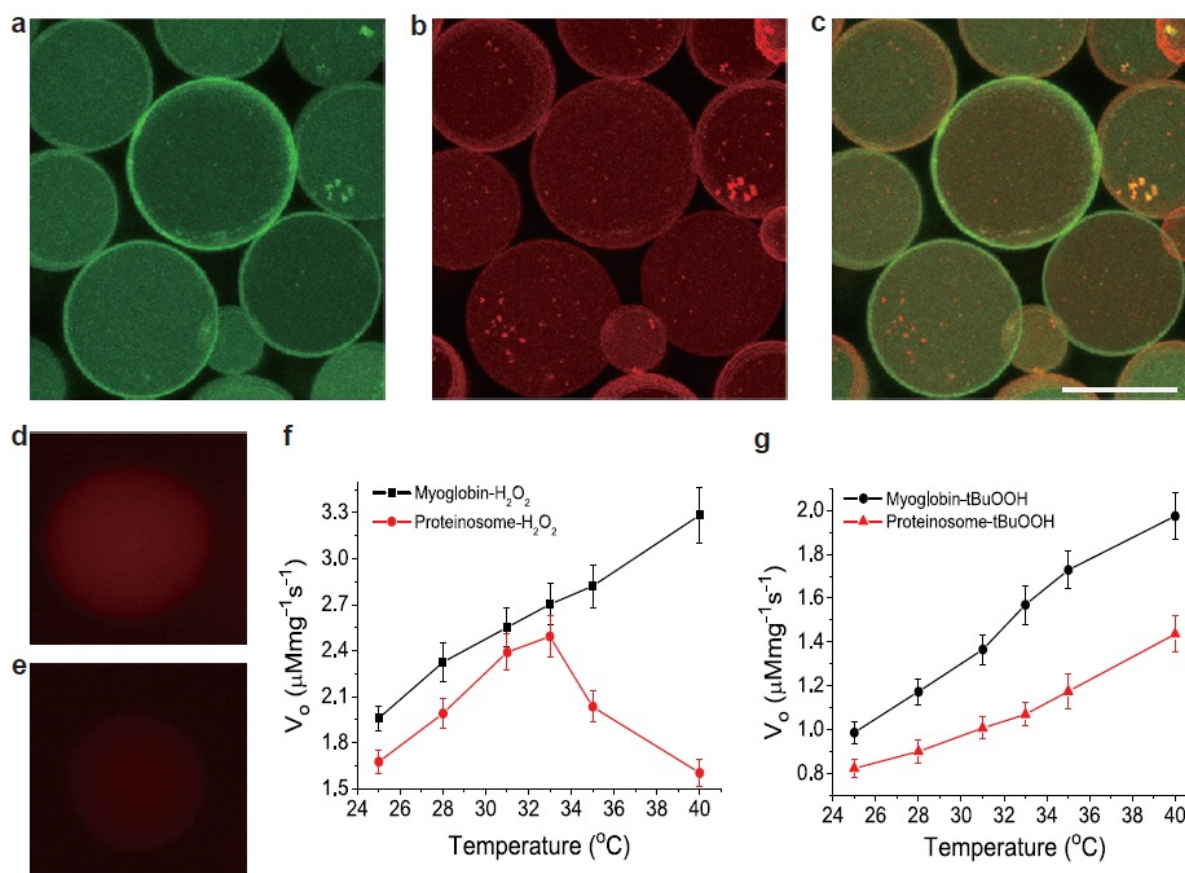 a
b
c
d
e
f
Myoglobin-H₂O₂
Proteinosome-H₂O₂
V₀ (µMmg⁻¹s⁻¹)
3.3
3.0
2.7
2.4
2.1
1.8
1.5
24 26 28 30 32 34 36 38 40
Temperature (°C)
g
Myoglobin-tBuOOH
Proteinosome-tBuOOH
V₀ (µMmg⁻¹s⁻¹)
2.0
1.8
1.6
1.4
1.2
1.0
0.8
24 26 28 30 32 34 36 38 40
Temperature (°C)